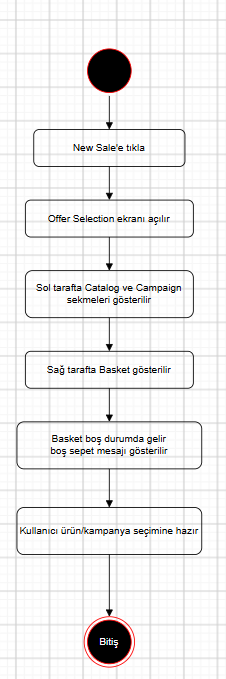 New Sale'e tıkla
Offer Selection ekranı açılır
Sol tarafta Catalog ve Campaign
sekmeleri gösterilir
Sağ tarafta Basket gösterilir
Basket boş durumda gelir
boş sepet mesajı gösterilir
Kullanıcı ürün/kampanya seçimine hazır
Bitiş